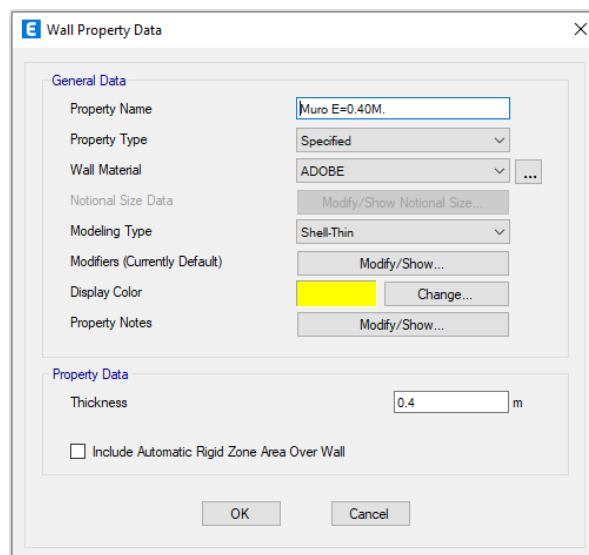 E Wall Property Data
General Data
Property Name Muro E=0.40M.
Property Type Specified
Wall Material ADOBE ...
Notional Size Data Modify/Show Notional Size...
Modeling Type Shell-Thin
Modifiers (Currently Default) Modify/Show...
Display Color Change...
Property Notes Modify/Show...
Property Data
Thickness 0.4 m
Include Automatic Rigid Zone Area Over Wall
OK Cancel